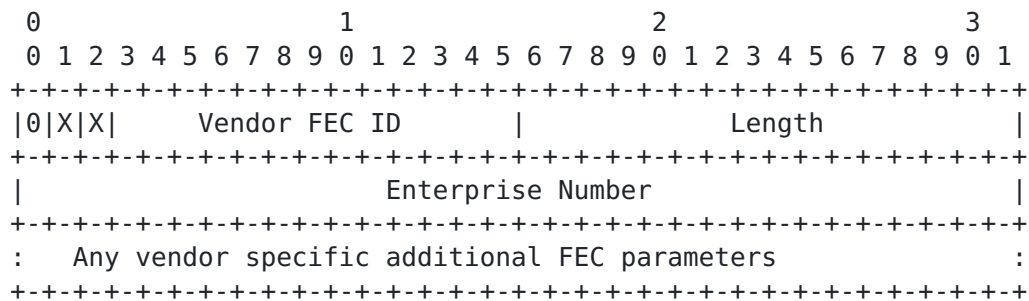 0                   1                   2                   3
 0 1 2 3 4 5 6 7 8 9 0 1 2 3 4 5 6 7 8 9 0 1 2 3 4 5 6 7 8 9 0 1
+-+-+-+-+-+-+-+-+-+-+-+-+-+-+-+-+-+-+-+-+-+-+-+-+-+-+-+-+-+-+-+-+
|0|X|X|     Vendor FEC ID       |             Length            |
+-+-+-+-+-+-+-+-+-+-+-+-+-+-+-+-+-+-+-+-+-+-+-+-+-+-+-+-+-+-+-+-+
|                       Enterprise Number                       |
+-+-+-+-+-+-+-+-+-+-+-+-+-+-+-+-+-+-+-+-+-+-+-+-+-+-+-+-+-+-+-+-+
:   Any vendor specific additional FEC parameters               :
+-+-+-+-+-+-+-+-+-+-+-+-+-+-+-+-+-+-+-+-+-+-+-+-+-+-+-+-+-+-+-+-+